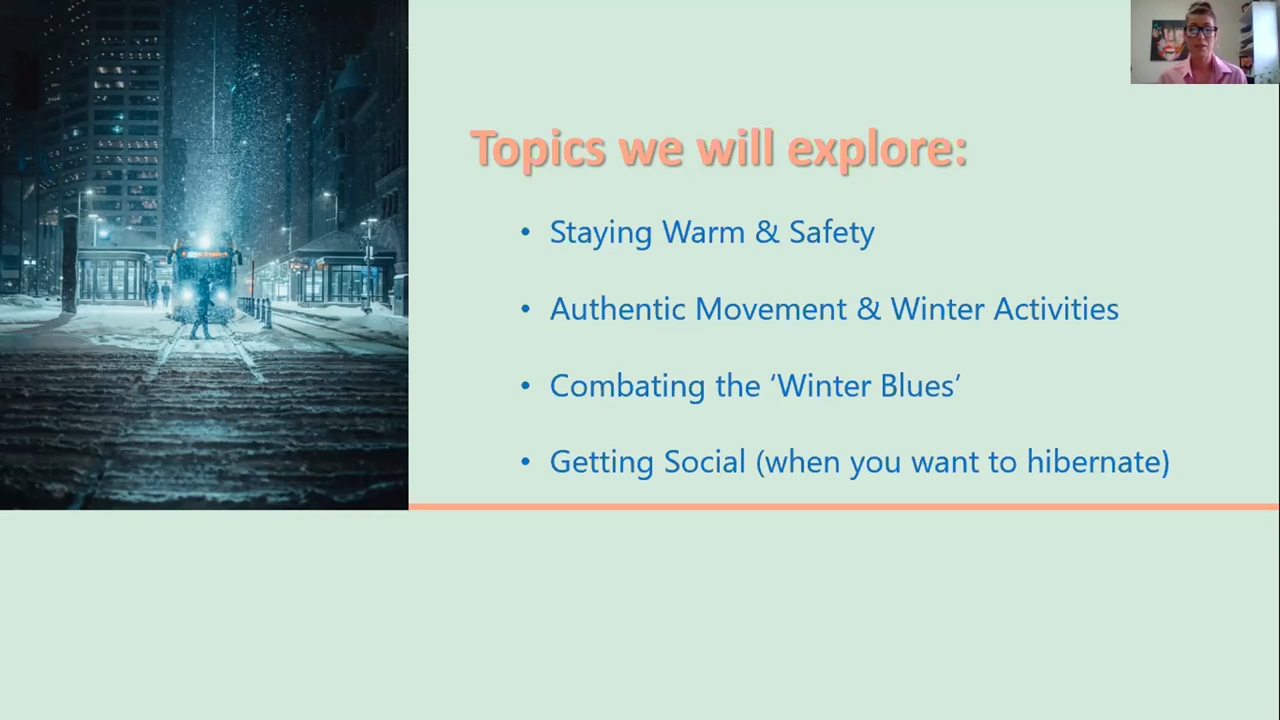 Topics we will explore:
• Staying Warm & Safety
• Authentic Movement & Winter Activities
• Combating the ‘Winter Blues’
• Getting Social (when you want to hibernate)